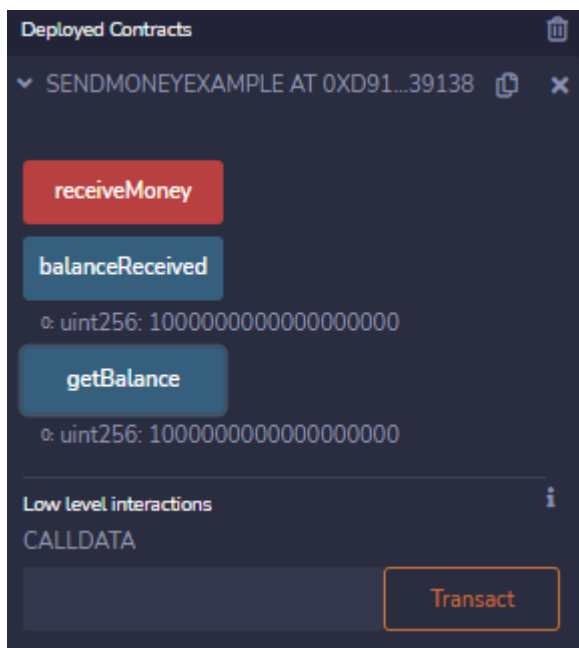 Deployed Contracts
SENDMONEYEXAMPLE AT 0XD91...39138
receiveMoney
balanceReceived
0: uint256: 1000000000000000000
getBalance
0: uint256: 1000000000000000000
Low level interactions
i
CALLDATA
Transact